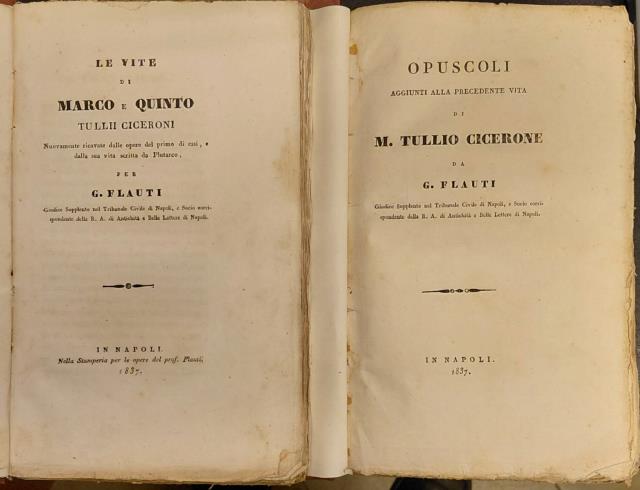 LE VITE
DI
MARCO E QUINTO
TULLII CICERONI
Nuovamente ricavate dalle opere del primo di essi, e
dalla sua vita scritta da Plutarco,
PER
G. FLAUTI
Giudice Supplente nel Tribunale Civile di Napoli, e Socio corri-
spondente della R. A. di Antichità e Belle Lettere di Napoli.
IN NAPOLI.
Nella Stamperia per le opere del prof. Flauti,
1837.
OPUSCOLI
AGGIUNTI ALLA PRECEDENTE VITA
DI
M. TULLIO CICERONE
DA
G. FLAUTI
Giudice Supplente nel Tribunale Civile di Napoli, e Socio corri-
spondente della R. A. di Antichità e Belle Lettere di Napoli.
IN NAPOLI.
1837.